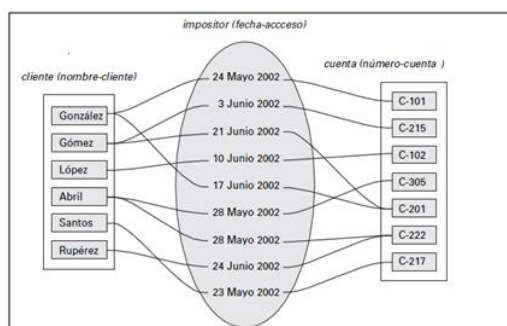 impositor (fecha-accceso)
cliente (nombre-cliente)
cuenta (número-cuenta )
González
Gómez
López
Abril
Santos
Rupérez
24 Mayo 2002
3 Junio 2002
21 Junio 2002
10 Junio 2002
17 Junio 2002
28 Mayo 2002
28 Mayo 2002
24 Junio 2002
23 Mayo 2002
C-101
C-215
C-102
C-305
C-201
C-222
C-217